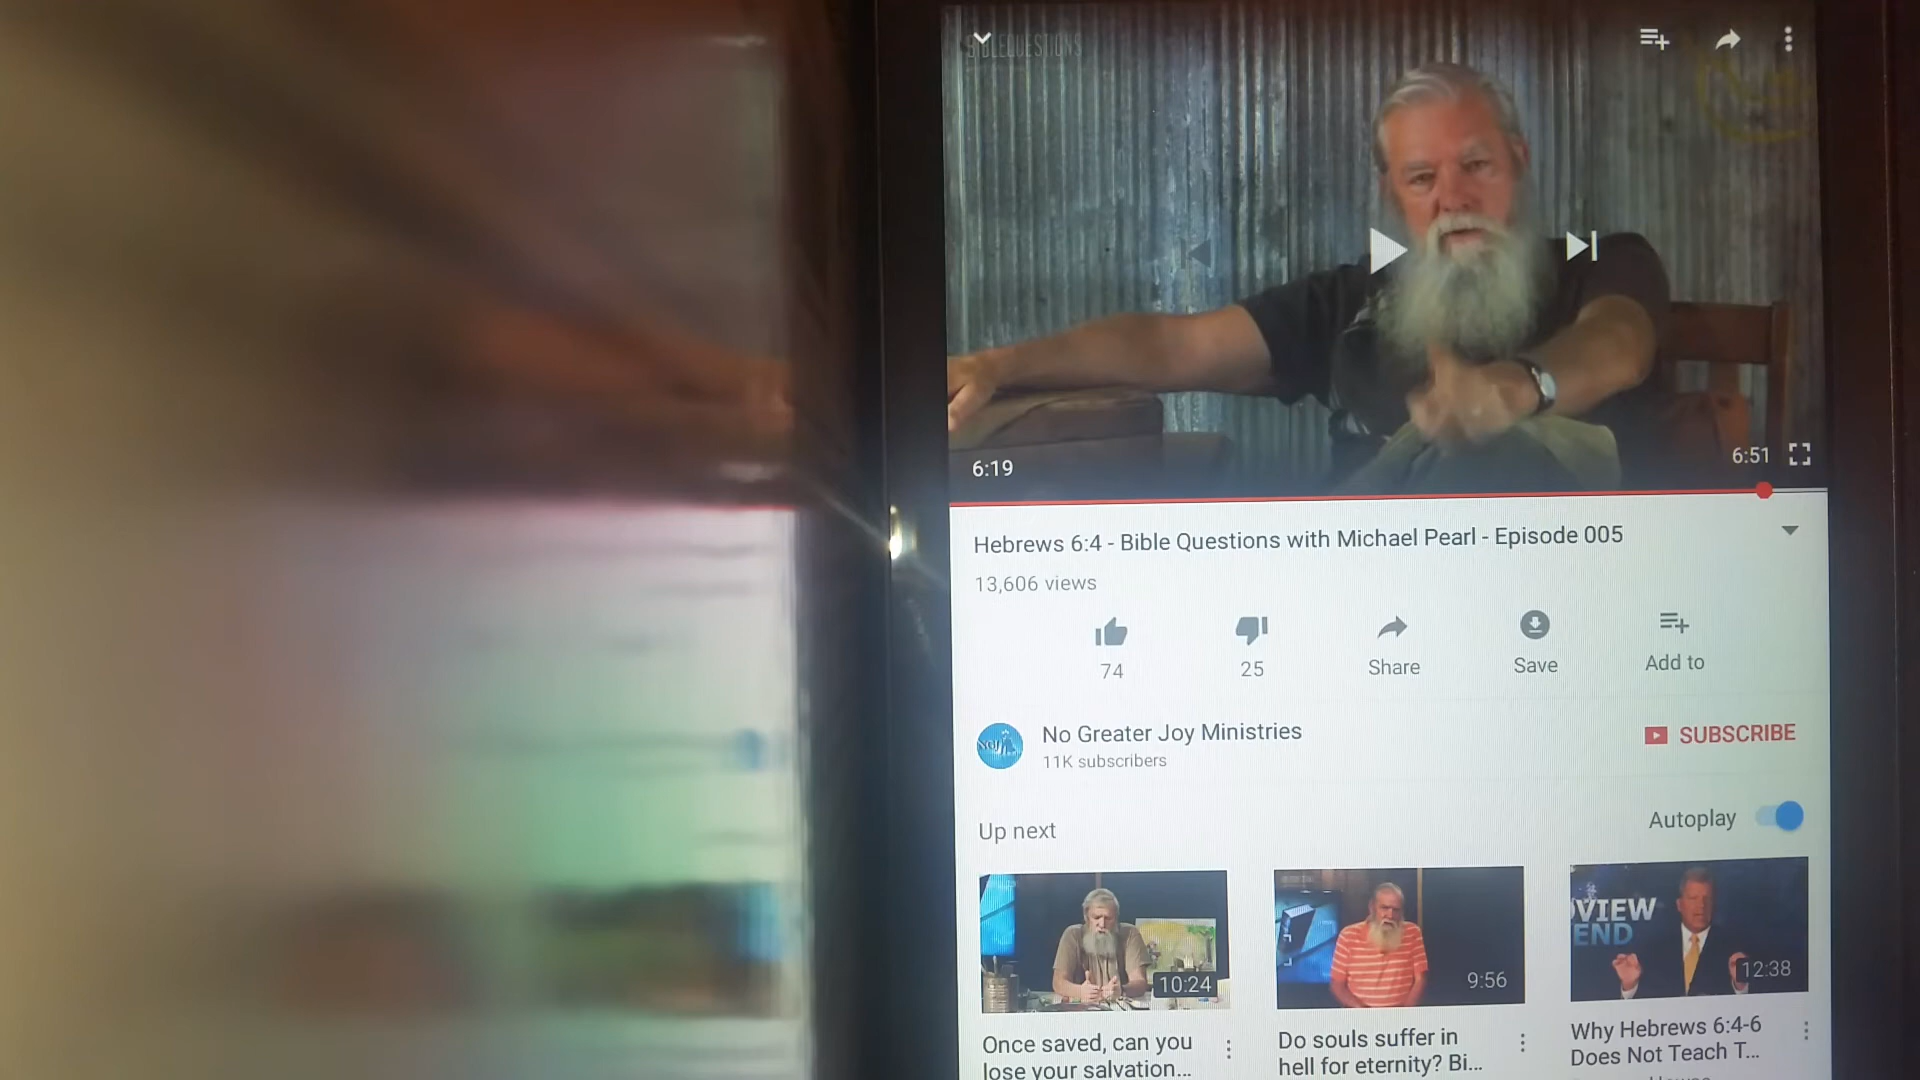 BIBLEQUESTIONS
6:19
6:51
Hebrews 6:4 - Bible Questions with Michael Pearl - Episode 005
13,606 views
74
25
Share
Save
Add to
No Greater Joy Ministries
11K subscribers
SUBSCRIBE
Up next
Autoplay
VIEW
END
10:24
9:56
12:38
Once saved, can you
lose your salvation...
Do souls suffer in
hell for eternity? Bi...
Why Hebrews 6:4-6
Does Not Teach T...